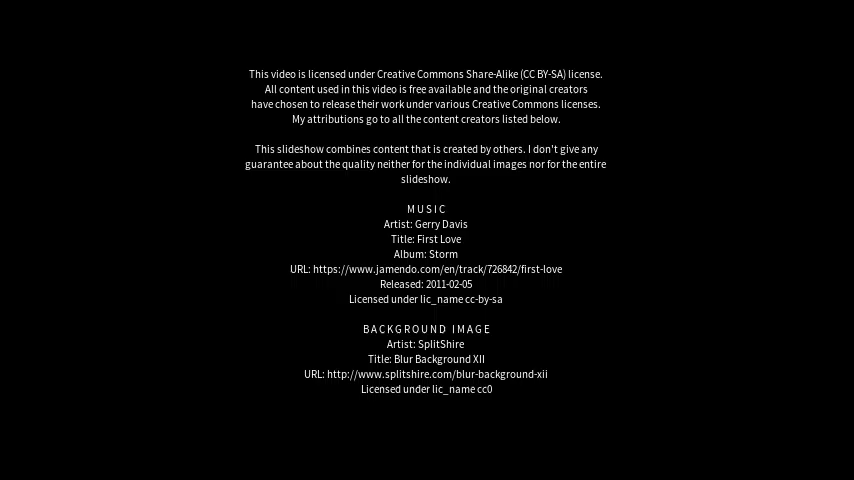 This video is licensed under Creative Commons Share-Alike (CC BY-SA) license.
All content used in this video is free available and the original creators
have chosen to release their work under various Creative Commons licenses.
My attributions go to all the content creators listed below.
This slideshow combines content that is created by others. I don't give any
guarantee about the quality neither for the individual images nor for the entire
slideshow.
MUSIC
Artist: Gerry Davis
Title: First Love
Album: Storm
URL: https://www.jamendo.com/en/track/726842/first-love
Released: 2011-02-05
Licensed under lic_name cc-by-sa
BACKGROUND IMAGE
Artist: SplitShire
Title: Blur Background XII
URL: http://www.splitshire.com/blur-background-xii
Licensed under lic_name cc0